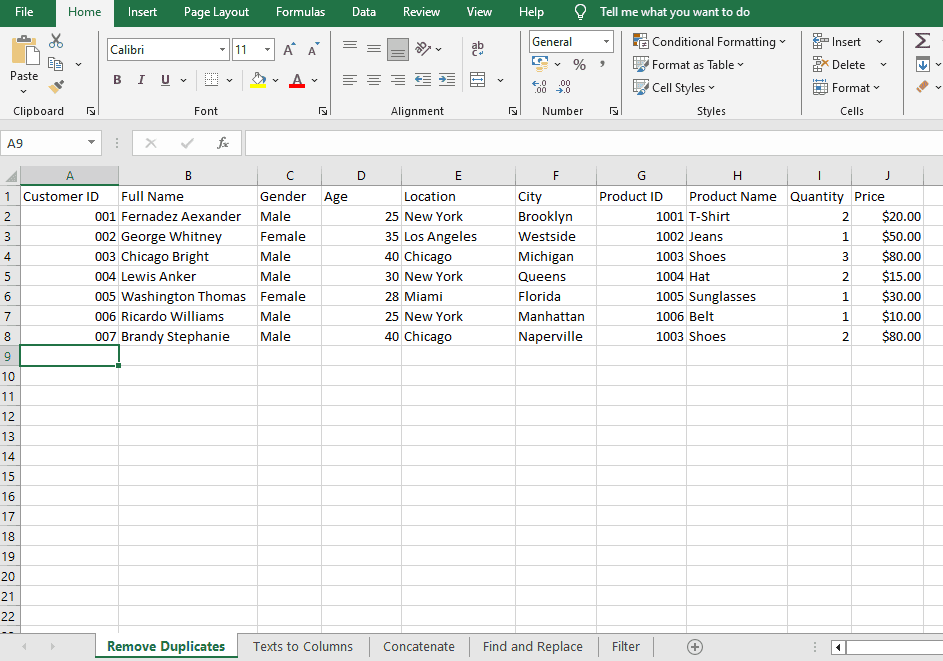 File Home Insert Page Layout Formulas Data Review View Help Tell me what you want to do
Calibri 11 A A ab General Conditional Formatting Insert Σ
Paste B I U A % , Format as Table Delete
.00 .00 Cell Styles Format
Clipboard Font Alignment Number Styles Cells
A9 fx
A B C D E F G H I J
1 Customer ID Full Name Gender Age Location City Product ID Product Name Quantity Price
2 001 Fernadez Aexander Male 25 New York Brooklyn 1001 T-Shirt 2 $20.00
3 002 George Whitney Female 35 Los Angeles Westside 1002 Jeans 1 $50.00
4 003 Chicago Bright Male 40 Chicago Michigan 1003 Shoes 3 $80.00
5 004 Lewis Anker Male 30 New York Queens 1004 Hat 2 $15.00
6 005 Washington Thomas Female 28 Miami Florida 1005 Sunglasses 1 $30.00
7 006 Ricardo Williams Male 25 New York Manhattan 1006 Belt 1 $10.00
8 007 Brandy Stephanie Male 40 Chicago Naperville 1003 Shoes 2 $80.00
9
10
11
12
13
14
15
16
17
18
19
20
21
22
Remove Duplicates Texts to Columns Concatenate Find and Replace Filter